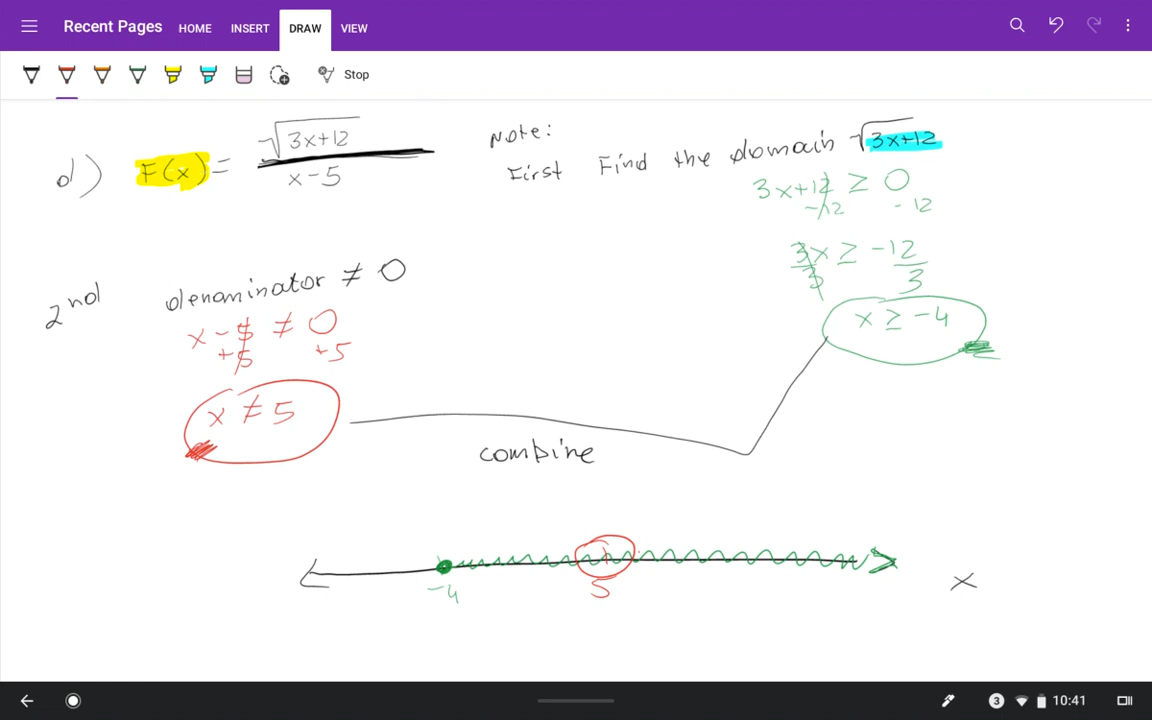 Recent Pages HOME INSERT DRAW VIEW
Stop
d) F(x) = √(3x+12) / (x-5)
Note:
First Find the domain √3x+12
3x+12 ≥ 0
-12 -12
3x ≥ -12
3 3
x ≥ -4
2nd denominator ≠ 0
x - 5 ≠ 0
+5 +5
x ≠ 5
combine
-4 5 x
3 10:41